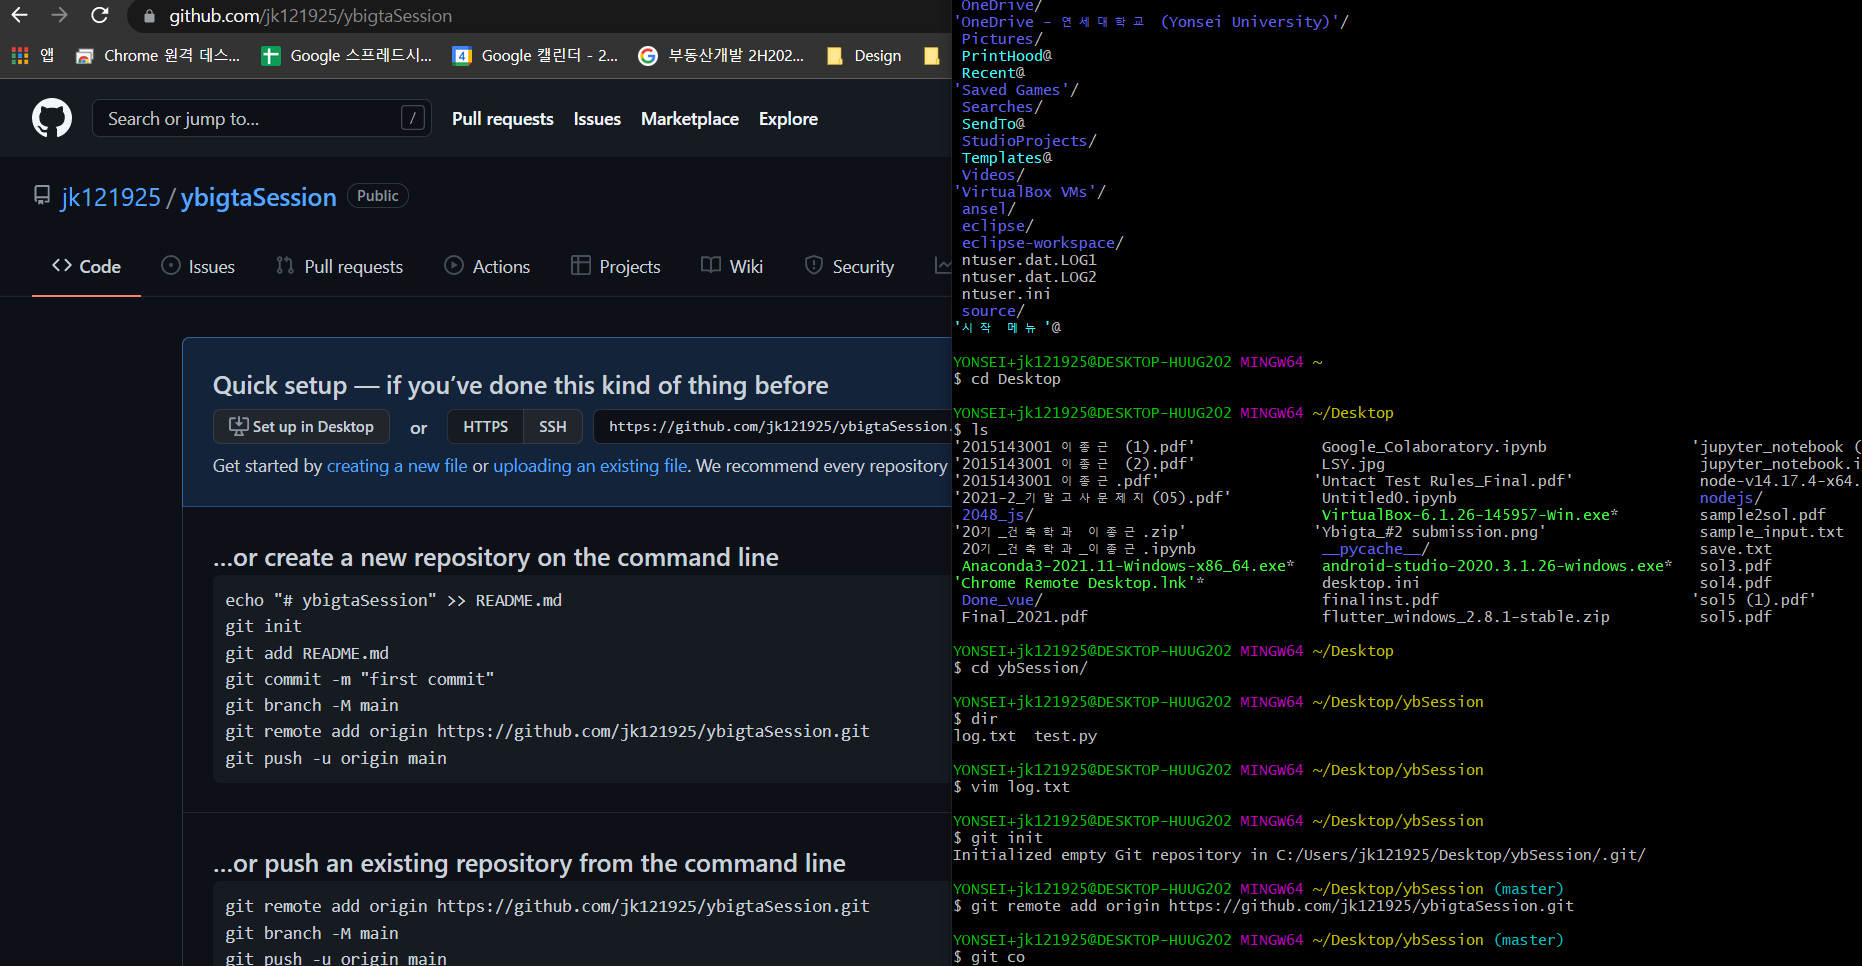 github.com/jk121925/ybigtaSession
앱 Chrome 원격 데스... Google 스프레드시... Google 캘린더 - 2... 부동산개발 2H202... Design
Search or jump to... / Pull requests Issues Marketplace Explore
jk121925 / ybigtaSession Public
Code Issues Pull requests Actions Projects Wiki Security
Quick setup — if you've done this kind of thing before
Set up in Desktop or HTTPS SSH https://github.com/jk121925/ybigtaSession.
Get started by creating a new file or uploading an existing file. We recommend every repository
...or create a new repository on the command line
echo "# ybigtaSession" >> README.md
git init
git add README.md
git commit -m "first commit"
git branch -M main
git remote add origin https://github.com/jk121925/ybigtaSession.git
git push -u origin main
...or push an existing repository from the command line
git remote add origin https://github.com/jk121925/ybigtaSession.git
git branch -M main
git push -u origin main
OneDrive/
'OneDrive - 연세대학교 (Yonsei University)'/
Pictures/
PrintHood@
Recent@
'Saved Games'/
Searches/
SendTo@
StudioProjects/
Templates@
Videos/
'VirtualBox VMs'/
ansel/
eclipse/
eclipse-workspace/
ntuser.dat.LOG1
ntuser.dat.LOG2
ntuser.ini
source/
'시작 메뉴'@
YONSEI+jk121925@DESKTOP-HUUG202 MINGW64 ~
$ cd Desktop
YONSEI+jk121925@DESKTOP-HUUG202 MINGW64 ~/Desktop
$ ls
'2015143001 이종근 (1).pdf' Google_Colaboratory.ipynb 'jupyter_notebook (
'2015143001 이종근 (2).pdf' LSY.jpg jupyter_notebook.i
'2015143001 이종근.pdf' 'Untact Test Rules_Final.pdf' node-v14.17.4-x64.
'2021-2_기말고사문제지(05).pdf' Untitled0.ipynb nodejs/
2048_js/ VirtualBox-6.1.26-145957-Win.exe* sample2sol.pdf
'20기_건축학과 이종근.zip' 'Ybigta_#2 submission.png' sample_input.txt
20기_건축학과_이종근.ipynb __pycache__/ save.txt
Anaconda3-2021.11-Windows-x86_64.exe* android-studio-2020.3.1.26-windows.exe* sol3.pdf
'Chrome Remote Desktop.lnk'* desktop.ini sol4.pdf
Done_vue/ finalinst.pdf 'sol5 (1).pdf'
Final_2021.pdf flutter_windows_2.8.1-stable.zip sol5.pdf
YONSEI+jk121925@DESKTOP-HUUG202 MINGW64 ~/Desktop
$ cd ybSession/
YONSEI+jk121925@DESKTOP-HUUG202 MINGW64 ~/Desktop/ybSession
$ dir
log.txt test.py
YONSEI+jk121925@DESKTOP-HUUG202 MINGW64 ~/Desktop/ybSession
$ vim log.txt
YONSEI+jk121925@DESKTOP-HUUG202 MINGW64 ~/Desktop/ybSession
$ git init
Initialized empty Git repository in C:/Users/jk121925/Desktop/ybSession/.git/
YONSEI+jk121925@DESKTOP-HUUG202 MINGW64 ~/Desktop/ybSession (master)
$ git remote add origin https://github.com/jk121925/ybigtaSession.git
YONSEI+jk121925@DESKTOP-HUUG202 MINGW64 ~/Desktop/ybSession (master)
$ git co